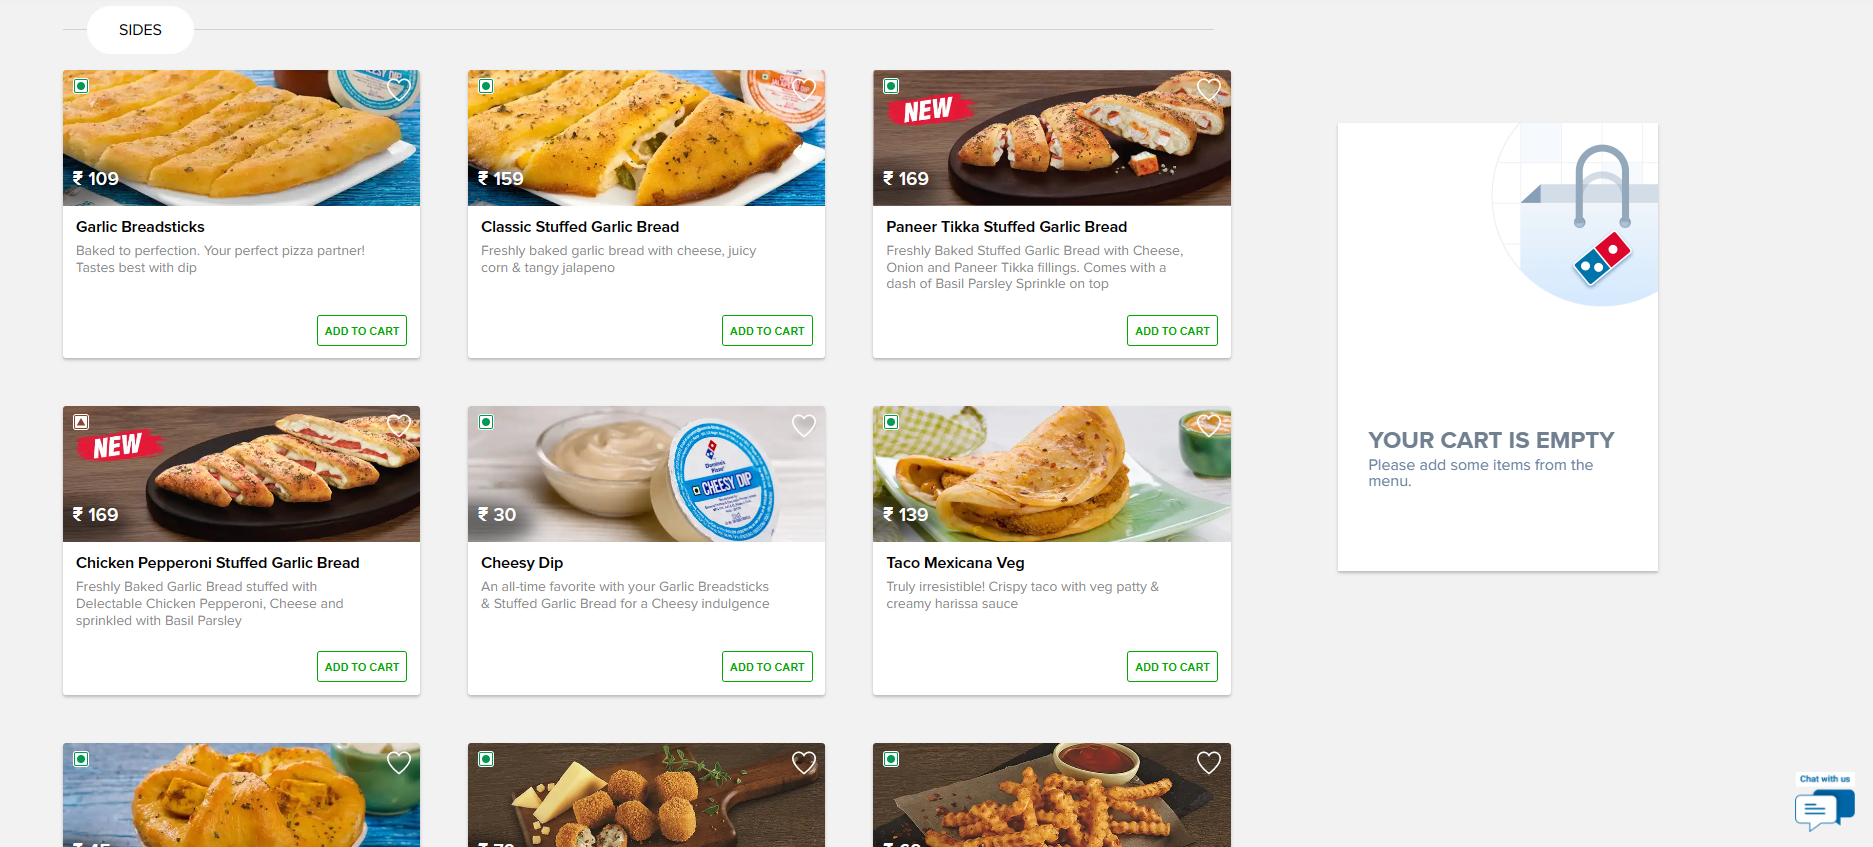 SIDES
₹ 109
Garlic Breadsticks
Baked to perfection. Your perfect pizza partner!
Tastes best with dip
ADD TO CART
₹ 159
Classic Stuffed Garlic Bread
Freshly baked garlic bread with cheese, juicy
corn & tangy jalapeno
ADD TO CART
NEW
₹ 169
Paneer Tikka Stuffed Garlic Bread
Freshly Baked Stuffed Garlic Bread with Cheese,
Onion and Paneer Tikka fillings. Comes with a
dash of Basil Parsley Sprinkle on top
ADD TO CART
NEW
₹ 169
Chicken Pepperoni Stuffed Garlic Bread
Freshly Baked Garlic Bread stuffed with
Delectable Chicken Pepperoni, Cheese and
sprinkled with Basil Parsley
ADD TO CART
Domino's
Pizza
CHEESY DIP
₹ 30
Cheesy Dip
An all-time favorite with your Garlic Breadsticks
& Stuffed Garlic Bread for a Cheesy indulgence
ADD TO CART
₹ 139
Taco Mexicana Veg
Truly irresistible! Crispy taco with veg patty &
creamy harissa sauce
ADD TO CART
YOUR CART IS EMPTY
Please add some items from the
menu.
Chat with us